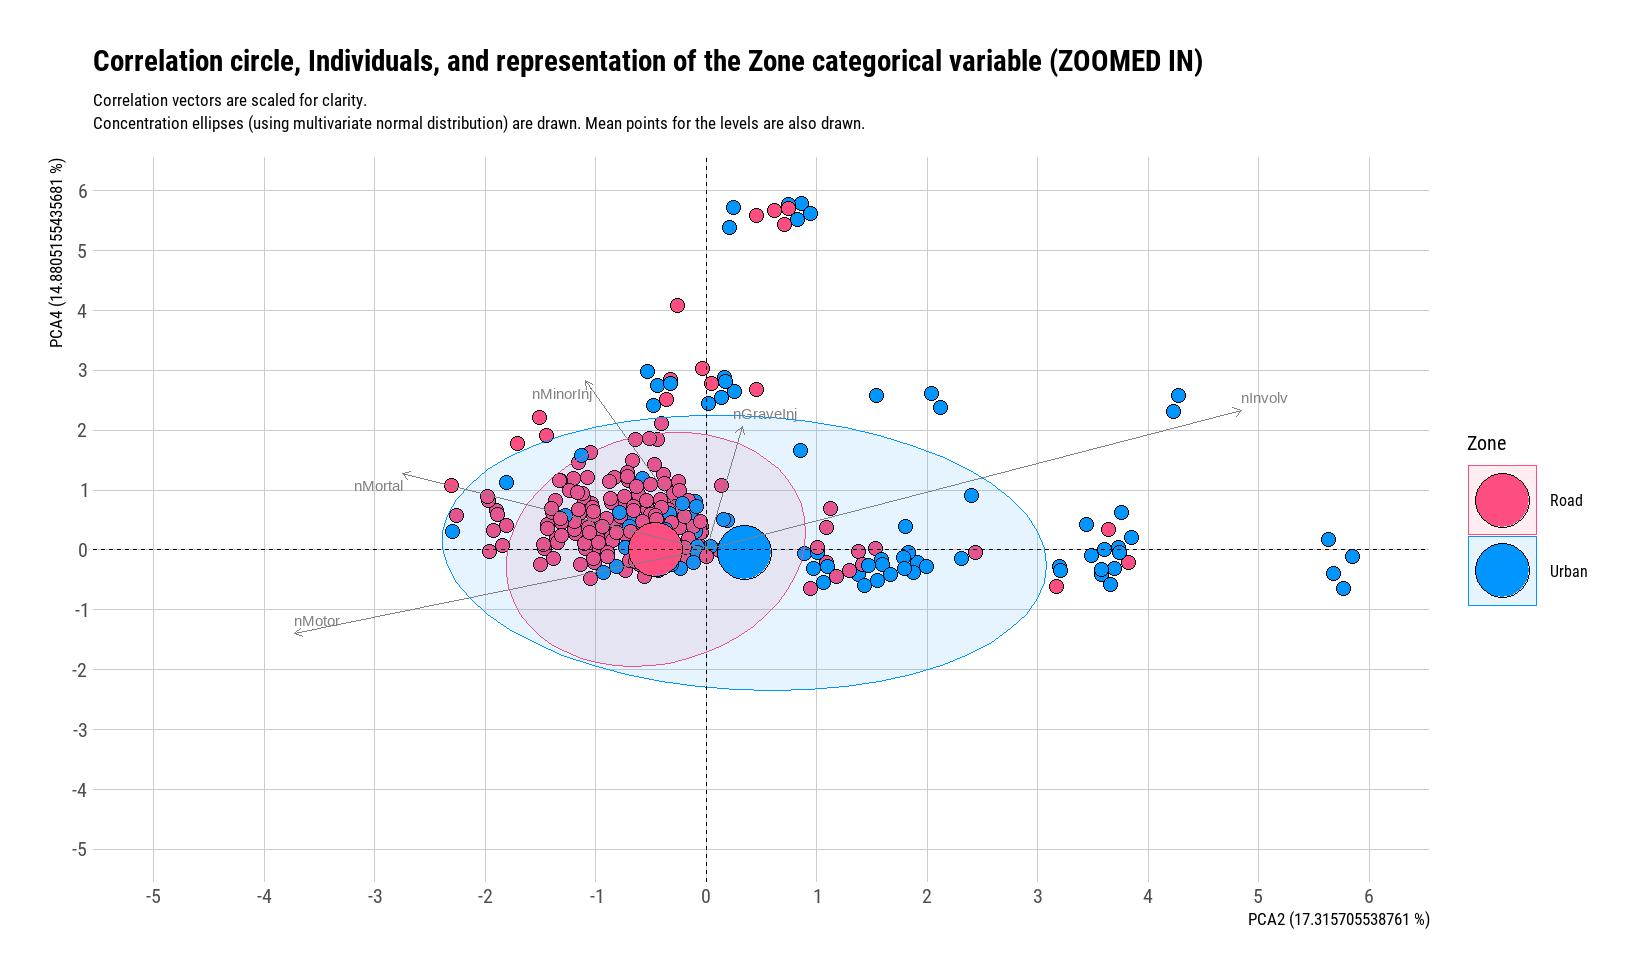 Correlation circle, Individuals, and representation of the Zone categorical variable (ZOOMED IN)
Correlation vectors are scaled for clarity.
Concentration ellipses (using multivariate normal distribution) are drawn. Mean points for the levels are also drawn.
PCA4 (14.8805155435681 %)
6
5
4
3
2
1
0
-1
-2
-3
-4
-5
nMinorInj
nGraveInj
nInvolv
nMortal
nMotor
Zone
Road
Urban
-5
-4
-3
-2
-1
0
1
2
3
4
5
6
PCA2 (17.315705538761 %)